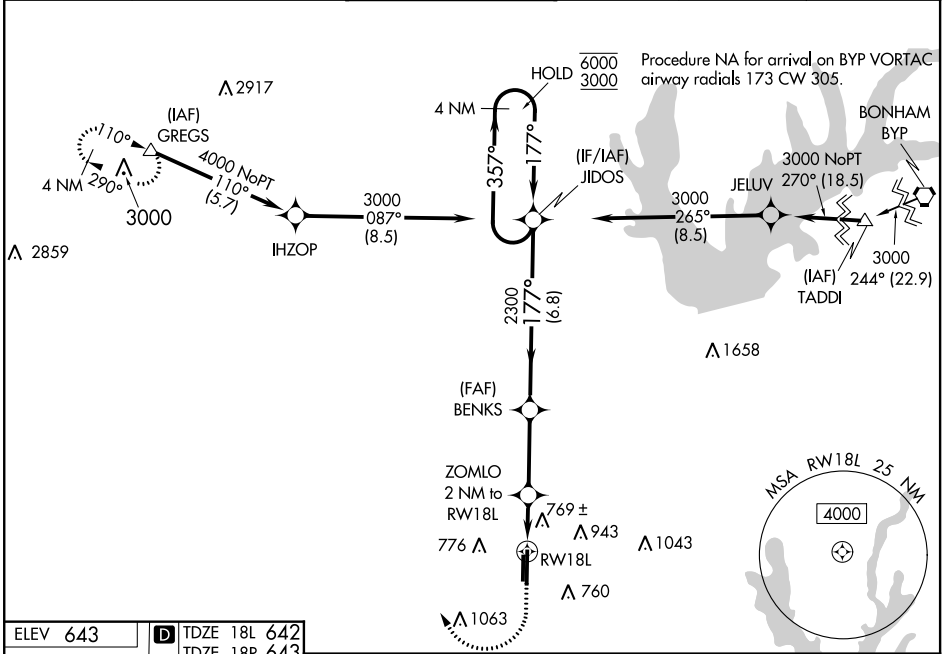 2917
(IAF)
GREGS
110°
4 NM
290°
3000
4000 NoPT
110°
(5.7)
IHZOP
3000
087°
(8.5)
2859
HOLD
6000
3000
4 NM
357°
177°
(IF/IAF)
JIDOS
Procedure NA for arrival on BYP VORTAC
airway radials 173 CW 305.
BONHAM
BYP
3000 NoPT
270° (18.5)
JELUV
3000
265°
(8.5)
(IAF)
TADDI
3000
244° (22.9)
2300
177°
(6.8)
1658
(FAF)
BENKS
ZOMLO
2 NM to
RW18L
769 ±
943
1043
776
RW18L
760
1063
MSA RW18L 25 NM
4000
ELEV 643
D TDZE 18L 642
TDZE 18R 643